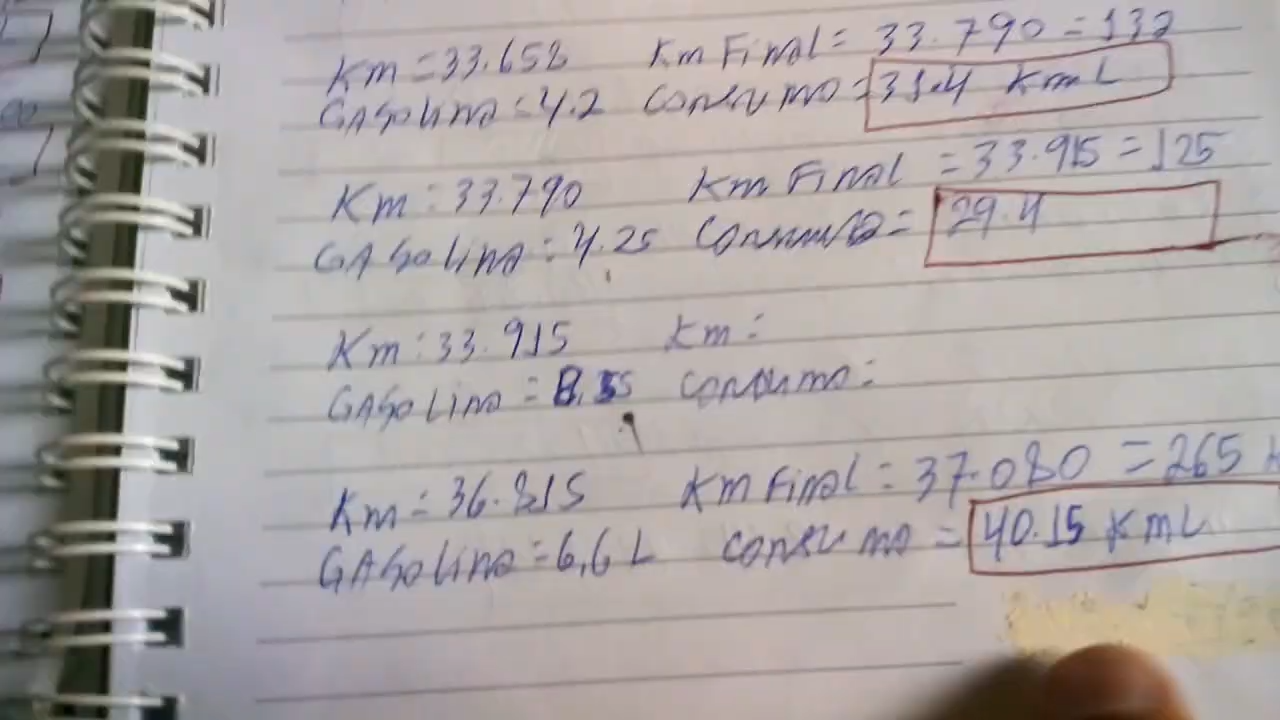 Km = 33.658 Km Final = 33.790 = 132
GASolina = 4.2 Consumo = 31.4 KmL
Km : 33.790 Km Final = 33.915 = 125
GASolina = 4.25 Consumo = 29.4
Km : 33.915 Km :
GASolina = Consumo :
Km = 36.815 Km Final = 37.080 = 265
GASolina = 6,6 L Consumo = 40.15 KmL